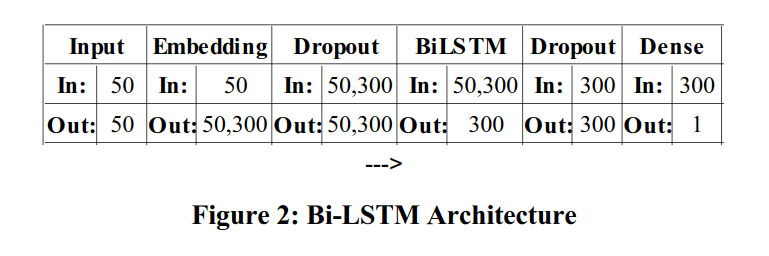 Input Embedding Dropout BiLSTM Dropout Dense
In: 50 In: 50 In: 50,300 In: 50,300 In: 300 In: 300
Out: 50 Out: 50,300 Out: 50,300 Out: 300 Out: 300 Out: 1
--->
Figure 2: Bi-LSTM Architecture